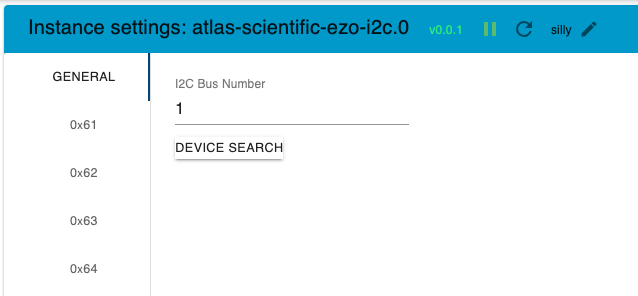 Instance settings: atlas-scientific-ezo-i2c.0 v0.0.1 silly
GENERAL
0x61
0x62
0x63
0x64
I2C Bus Number
1
DEVICE SEARCH